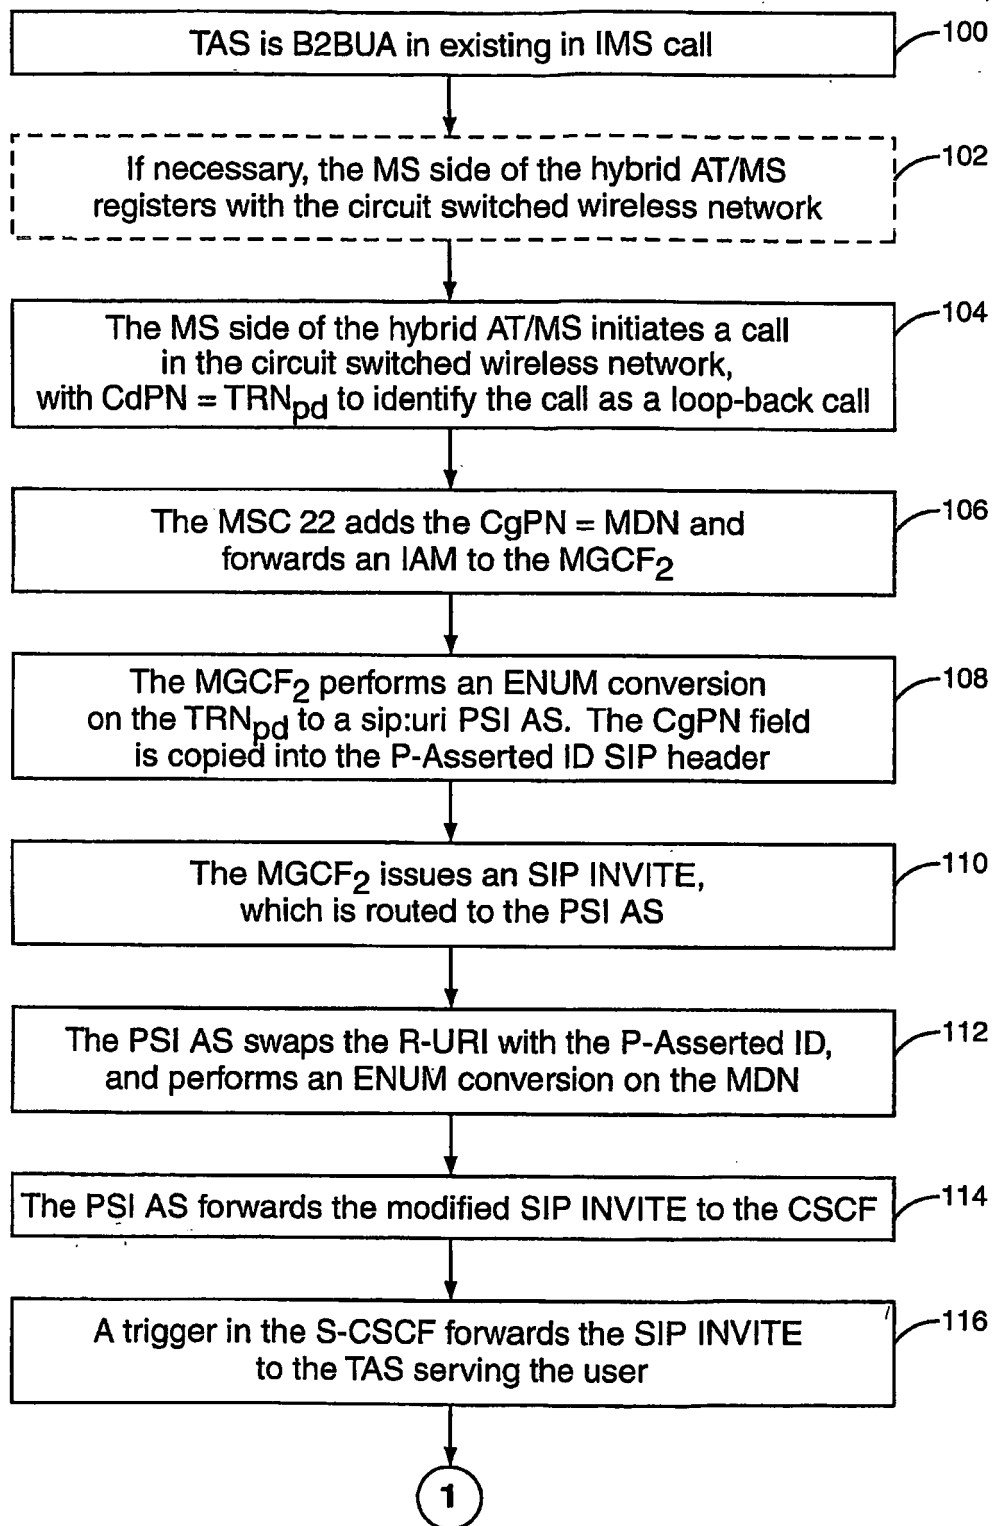 TAS is B2BUA in existing in IMS call
100
If necessary, the MS side of the hybrid AT/MS
registers with the circuit switched wireless network
102
The MS side of the hybrid AT/MS initiates a call
in the circuit switched wireless network,
with CdPN = TRNpd to identify the call as a loop-back call
104
The MSC 22 adds the CgPN = MDN and
forwards an IAM to the MGCF2
106
The MGCF2 performs an ENUM conversion
on the TRNpd to a sip:uri PSI AS. The CgPN field
is copied into the P-Asserted ID SIP header
108
The MGCF2 issues an SIP INVITE,
which is routed to the PSI AS
110
The PSI AS swaps the R-URI with the P-Asserted ID,
and performs an ENUM conversion on the MDN
112
The PSI AS forwards the modified SIP INVITE to the CSCF
114
A trigger in the S-CSCF forwards the SIP INVITE
to the TAS serving the user
116
1